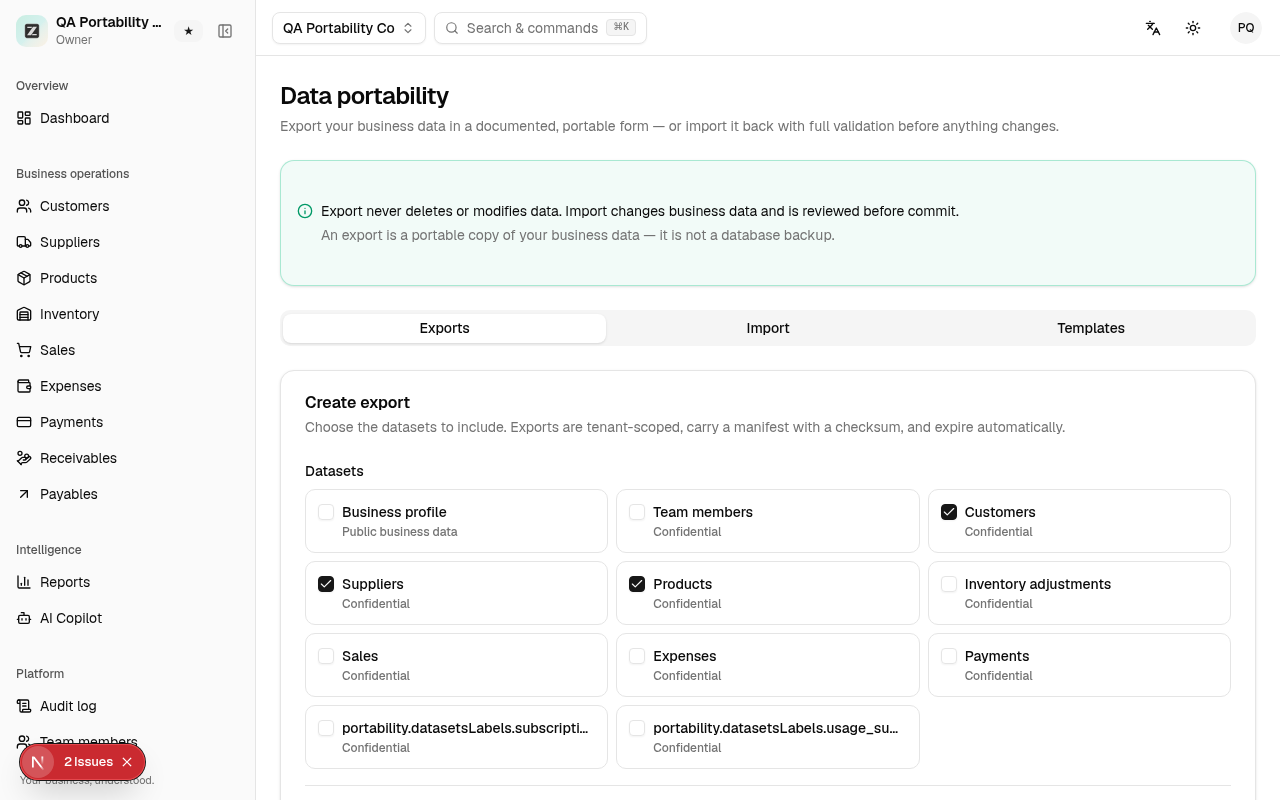 QA Portability ...
Owner
★
QA Portability Co
Search & commands
⌘K
PQ
Overview
Dashboard
Business operations
Customers
Suppliers
Products
Inventory
Sales
Expenses
Payments
Receivables
Payables
Intelligence
Reports
AI Copilot
Platform
Audit log
Team members
N 2 Issues
Your business, understood.
Data portability
Export your business data in a documented, portable form — or import it back with full validation before anything changes.
Export never deletes or modifies data. Import changes business data and is reviewed before commit.
An export is a portable copy of your business data — it is not a database backup.
Exports
Import
Templates
Create export
Choose the datasets to include. Exports are tenant-scoped, carry a manifest with a checksum, and expire automatically.
Datasets
Business profile
Public business data
Team members
Confidential
Customers
Confidential
Suppliers
Confidential
Products
Confidential
Inventory adjustments
Confidential
Sales
Confidential
Expenses
Confidential
Payments
Confidential
portability.datasetsLabels.subscripti...
Confidential
portability.datasetsLabels.usage_su...
Confidential